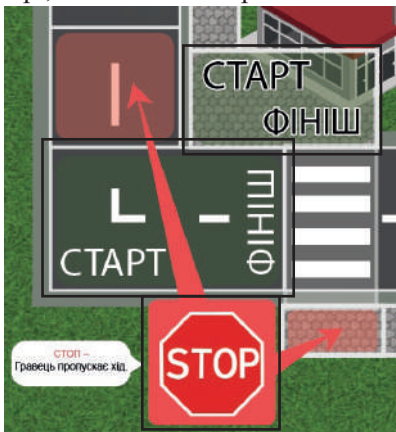 СТАРТ
ФІНІШ
СТАРТ
ФІНІШ
STOP
СТОП –
Гравець пропускає хід.